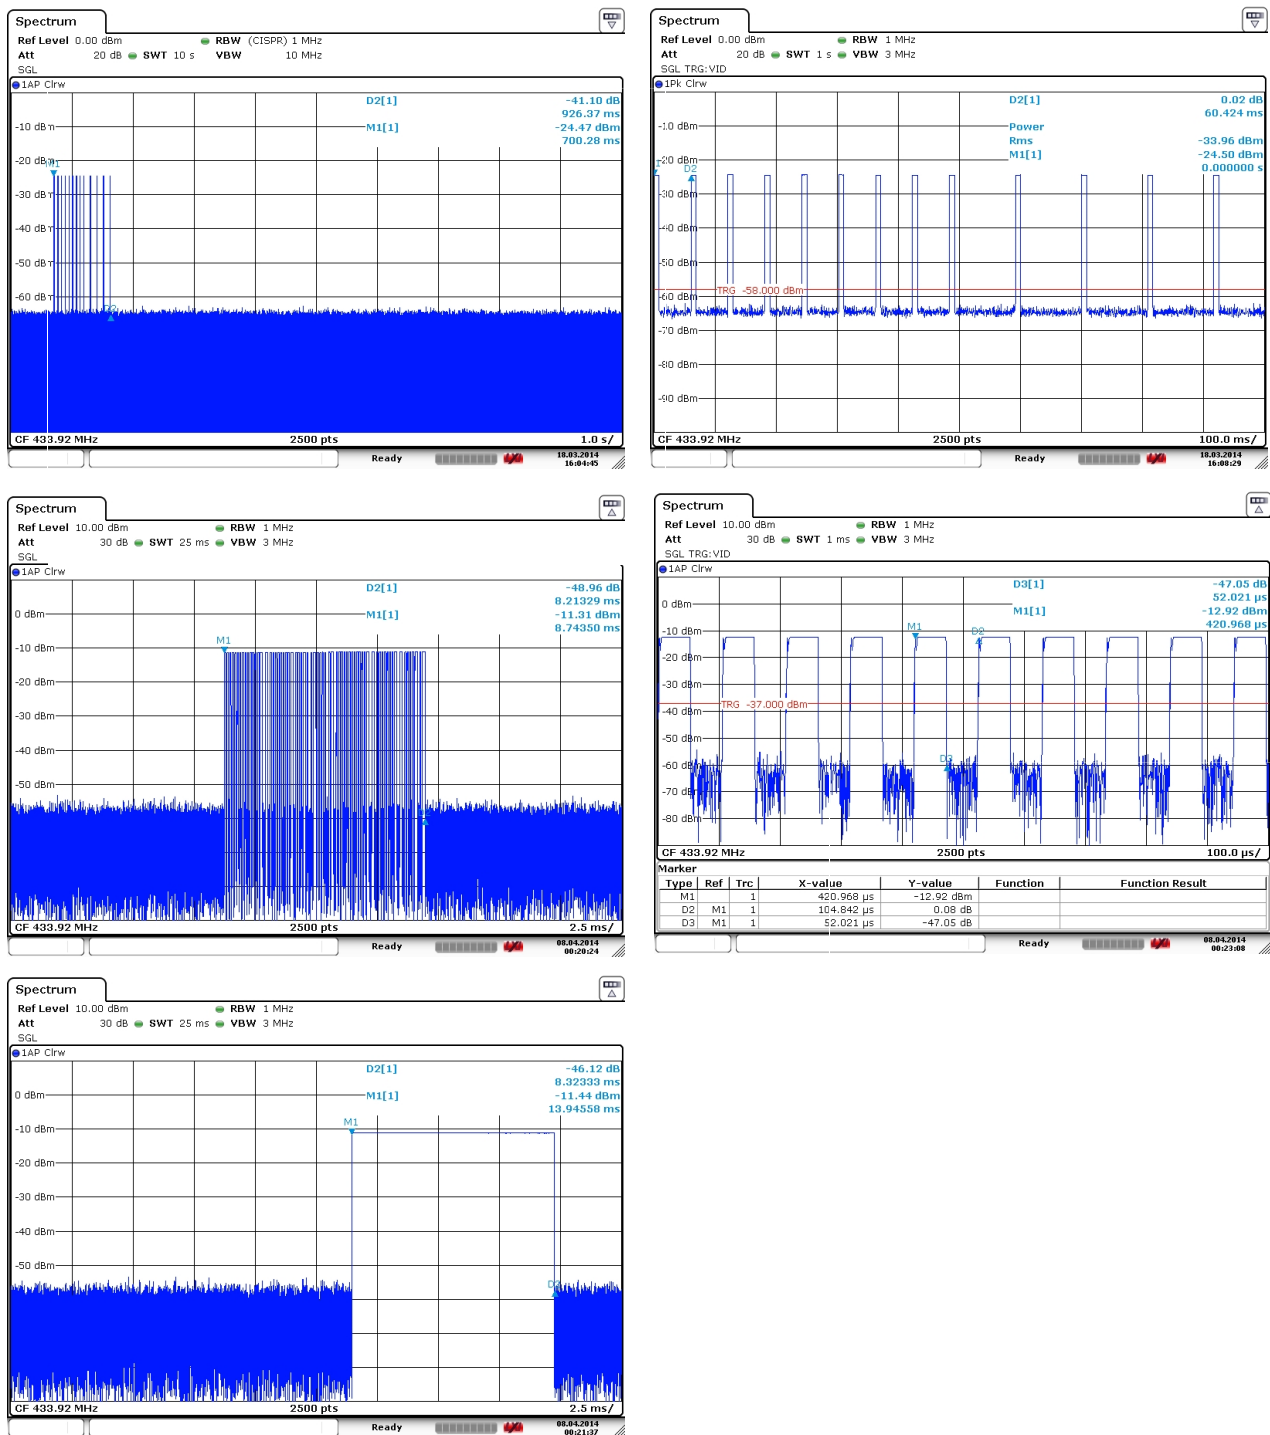 Spectrum
Ref Level 0.00 dBm RBW (CISPR) 1 MHz
Att 20 dB SWT 10 s VBW 10 MHz
SGL
1AP Clrw
D2[1] -41.10 dB
926.37 ms
M1[1] -24.47 dBm
700.28 ms
-10 dBm
-20 dBm
M1
-30 dBm
-40 dBm
-50 dBm
-60 dBm
D2
CF 433.92 MHz 2500 pts 1.0 s/
Ready 18.03.2014
16:04:45
Spectrum
Ref Level 0.00 dBm RBW 1 MHz
Att 20 dB SWT 1 s VBW 3 MHz
SGL TRG:VID
1Pk Clrw
D2[1] 0.02 dB
60.424 ms
Power
Rms -33.96 dBm
M1[1] -24.50 dBm
0.000000 s
-10 dBm
-20 dBm
D2
-30 dBm
-40 dBm
-50 dBm
TRG -58.000 dBm
-60 dBm
-70 dBm
-80 dBm
-90 dBm
CF 433.92 MHz 2500 pts 100.0 ms/
Ready 18.03.2014
16:08:29
Spectrum
Ref Level 10.00 dBm RBW 1 MHz
Att 30 dB SWT 25 ms VBW 3 MHz
SGL
1AP Clrw
D2[1] -48.96 dB
8.21329 ms
M1[1] -11.31 dBm
8.74350 ms
0 dBm
M1
-10 dBm
-20 dBm
-30 dBm
-40 dBm
-50 dBm
CF 433.92 MHz 2500 pts 2.5 ms/
Ready 08.04.2014
00:20:24
Spectrum
Ref Level 10.00 dBm RBW 1 MHz
Att 30 dB SWT 1 ms VBW 3 MHz
SGL TRG:VID
1AP Clrw
D3[1] -47.05 dB
52.021 µs
M1[1] -12.92 dBm
420.968 µs
0 dBm
-10 dBm
M1 D2
-20 dBm
-30 dBm
TRG -37.000 dBm
-40 dBm
-50 dBm
D3
-60 dBm
-70 dBm
-80 dBm
CF 433.92 MHz 2500 pts 100.0 µs/
Marker
Type Ref Trc X-value Y-value Function Function Result
M1 1 420.968 µs -12.92 dBm
D2 M1 1 104.842 µs 0.08 dB
D3 M1 1 52.021 µs -47.05 dB
Ready 08.04.2014
00:23:08
Spectrum
Ref Level 10.00 dBm RBW 1 MHz
Att 30 dB SWT 25 ms VBW 3 MHz
SGL
1AP Clrw
D2[1] -46.12 dB
8.32333 ms
M1[1] -11.44 dBm
13.94558 ms
0 dBm
M1
-10 dBm
-20 dBm
-30 dBm
-40 dBm
-50 dBm
D2
CF 433.92 MHz 2500 pts 2.5 ms/
Ready 08.04.2014
00:21:37